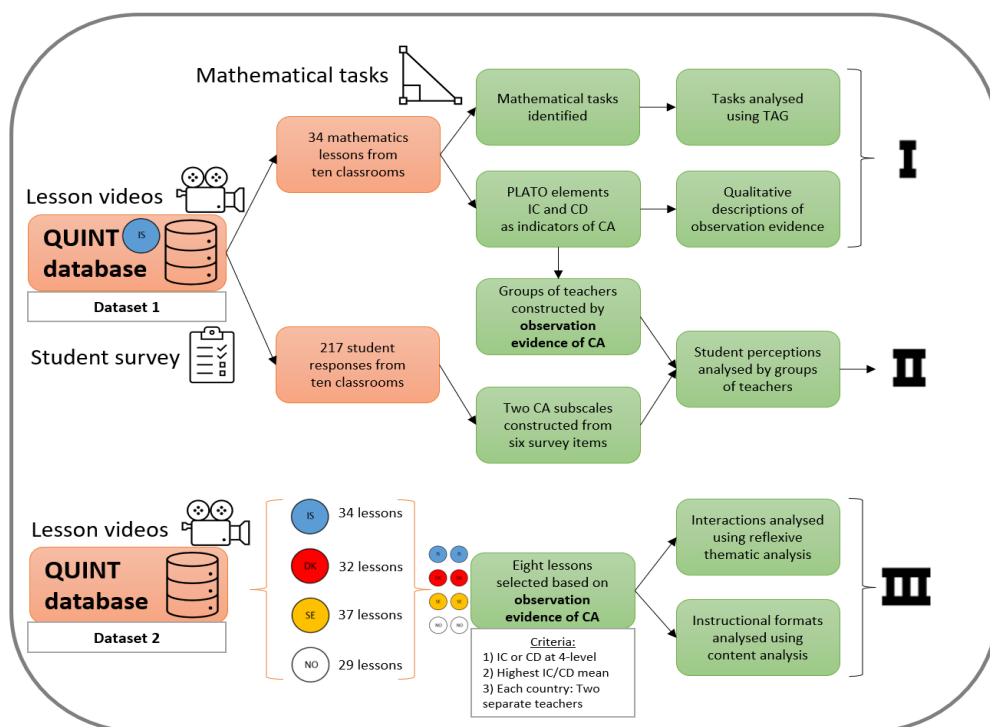 Mathematical tasks
Mathematical tasks
identified
Tasks analysed
using TAG
34 mathematics
lessons from
ten classrooms
I
Lesson videos
QUINT
database
IS
Dataset 1
PLATO elements
IC and CD
as indicators of CA
Qualitative
descriptions of
observation evidence
Groups of teachers
constructed by
observation
evidence of CA
Student survey
217 student
responses from
ten classrooms
Student perceptions
analysed by groups
of teachers
II
Two CA subscales
constructed from
six survey items
Lesson videos
QUINT
database
Dataset 2
IS
34 lessons
DK
32 lessons
SE
37 lessons
NO
29 lessons
IS IS
DK DK
SE SE
NO NO
Eight lessons
selected based on
observation
evidence of CA
Criteria:
1) IC or CD at 4-level
2) Highest IC/CD mean
3) Each country: Two
separate teachers
Interactions analysed
using reflexive
thematic analysis
Instructional formats
analysed using
content analysis
III